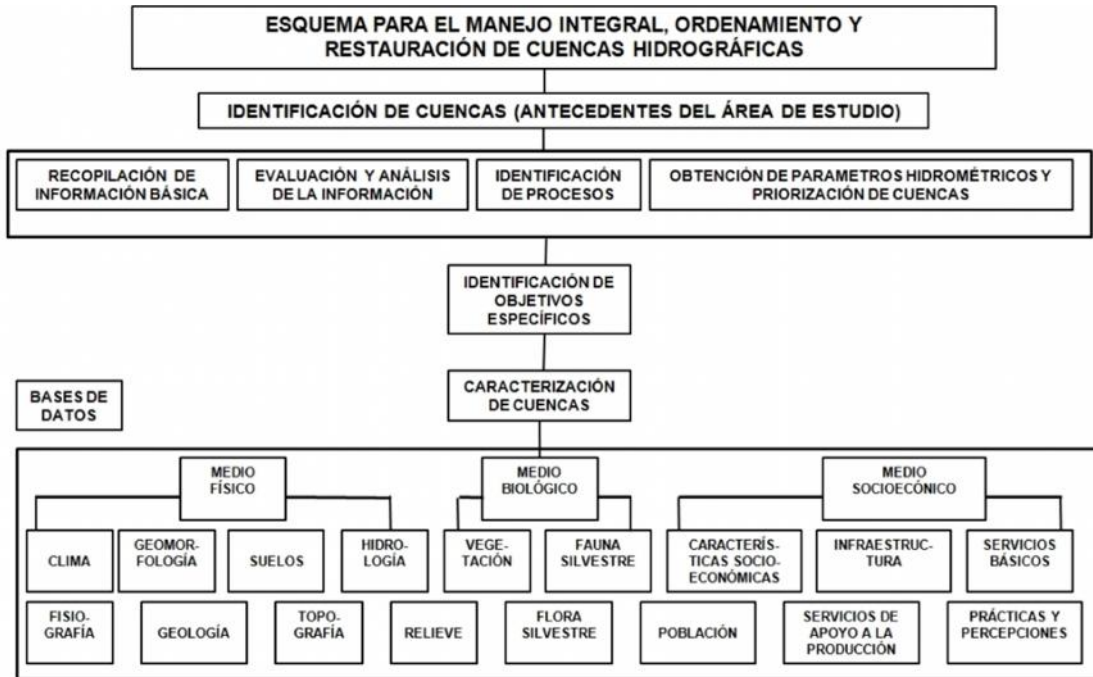 ESQUEMA PARA EL MANEJO INTEGRAL, ORDENAMIENTO Y
RESTAURACIÓN DE CUENCAS HIDROGRÁFICAS
IDENTIFICACIÓN DE CUENCAS (ANTECEDENTES DEL ÁREA DE ESTUDIO)
RECOPILACIÓN DE
INFORMACIÓN BÁSICA
EVALUACIÓN Y ANÁLISIS
DE LA INFORMACIÓN
IDENTIFICACIÓN
DE PROCESOS
OBTENCIÓN DE PARAMETROS HIDROMÉTRICOS Y
PRIORIZACIÓN DE CUENCAS
IDENTIFICACIÓN DE
OBJETIVOS
ESPECÍFICOS
CARACTERIZACIÓN
DE CUENCAS
BASES DE
DATOS
MEDIO
FÍSICO
MEDIO
BIOLÓGICO
MEDIO
SOCIOECÓNICO
CLIMA
GEOMOR-
FOLOGÍA
SUELOS
HIDRO-
LOGÍA
VEGE-
TACIÓN
FAUNA
SILVESTRE
CARACTERÍS-
TICAS SOCIO-
ECONÓMICAS
INFRAESTRUC-
TURA
SERVICIOS
BÁSICOS
FISIO-
GRAFÍA
GEOLOGÍA
TOPO-
GRAFÍA
RELIEVE
FLORA
SILVESTRE
POBLACIÓN
SERVICIOS DE
APOYO A LA
PRODUCCIÓN
PRÁCTICAS Y
PERCEPCIONES